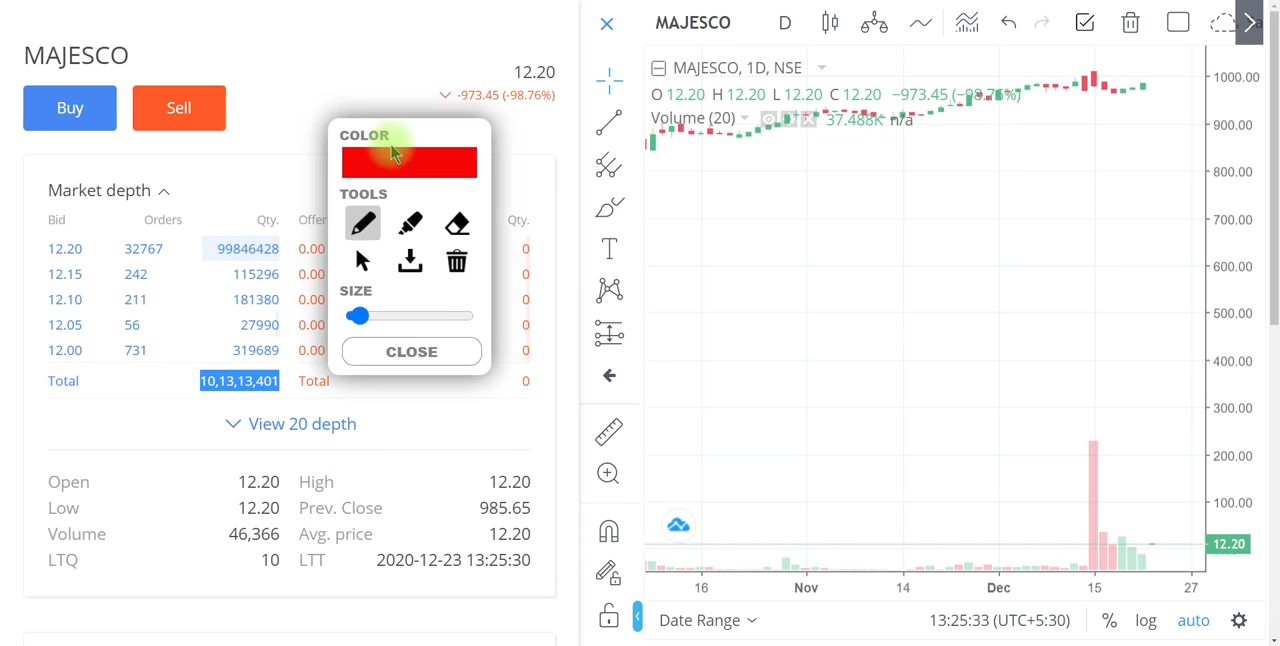 MAJESCO
12.20
-973.45 (-98.76%)
Buy
Sell
Market depth
Bid Orders Qty. Offer Qty.
12.20 32767 99846428 0.00 0
12.15 242 115296 0.00 0
12.10 211 181380 0.00 0
12.05 56 27990 0.00 0
12.00 731 319689 0.00 0
Total 10,13,13,401 Total 0
View 20 depth
Open 12.20 High 12.20
Low 12.20 Prev. Close 985.65
Volume 46,366 Avg. price 12.20
LTQ 10 LTT 2020-12-23 13:25:30
COLOR
TOOLS
SIZE
CLOSE
MAJESCO D
MAJESCO, 1D, NSE
O 12.20 H 12.20 L 12.20 C 12.20 −973.45 (−98.76%)
Volume (20) 37.488K n/a
1000.00
900.00
800.00
700.00
600.00
500.00
400.00
300.00
200.00
100.00
12.20
16 Nov 14 Dec 15 27
Date Range 13:25:33 (UTC+5:30) % log auto